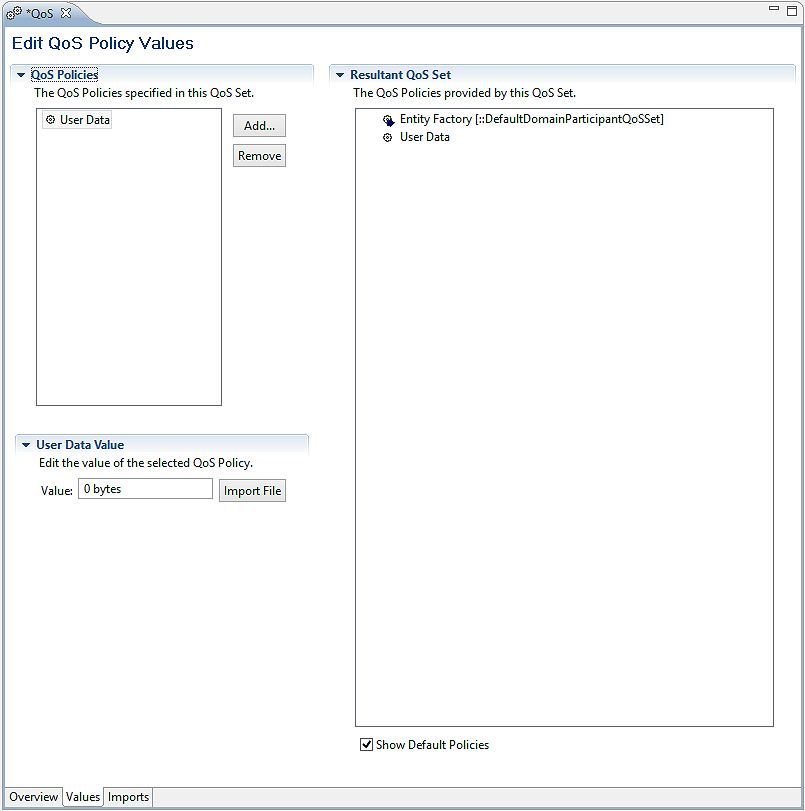 *QoS
Edit QoS Policy Values
QoS Policies
The QoS Policies specified in this QoS Set.
User Data
Add...
Remove
User Data Value
Edit the value of the selected QoS Policy.
Value:
0 bytes
Import File
Resultant QoS Set
The QoS Policies provided by this QoS Set.
Entity Factory [::DefaultDomainParticipantQoSSet]
User Data
Show Default Policies
Overview
Values
Imports